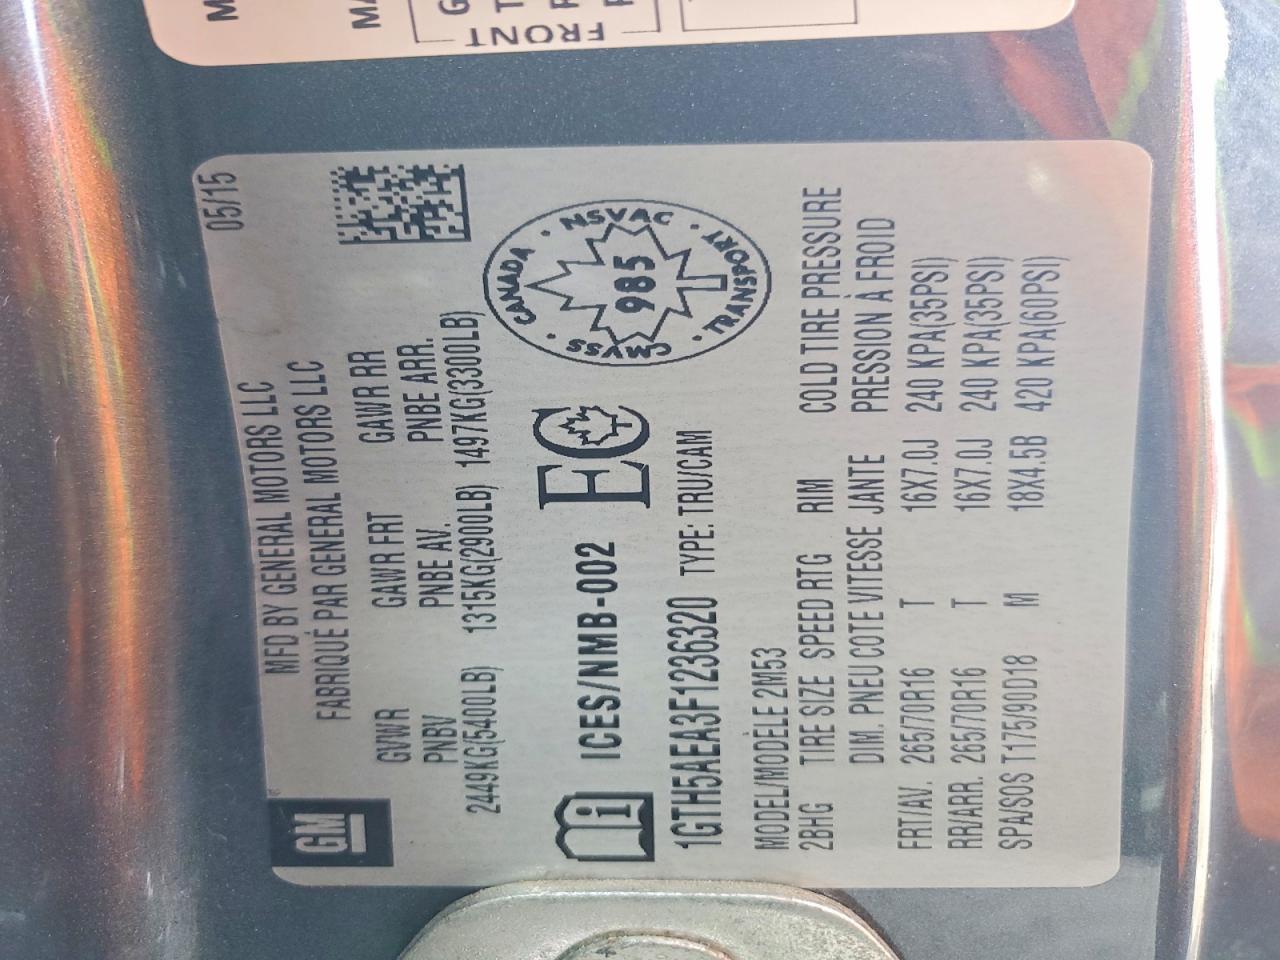 FRONT
05/15
GM
MFD BY GENERAL MOTORS LLC
FABRIQUÉ PAR GENERAL MOTORS LLC
GVWR GAWR FRT GAWR RR
PNBV PNBE AV. PNBE ARR.
2449KG(5400LB) 1315KG(2900LB) 1497KG(3300LB)
i ICES/NMB-002 EC
CANADA · NSVAC · TRANSPORT · CMVSS ·
985
1GTH5AEA3F1236320 TYPE: TRU/CAM
MODEL/MODÈLE 2M53
2BHG TIRE SIZE SPEED RTG RIM COLD TIRE PRESSURE
DIM. PNEU COTE VITESSE JANTE PRESSION À FROID
FRT/AV. 265/70R16 T 16X7.0J 240 KPA(35PSI)
RR/ARR. 265/70R16 T 16X7.0J 240 KPA(35PSI)
SPA/SOS T175/90D18 M 18X4.5B 420 KPA(60PSI)